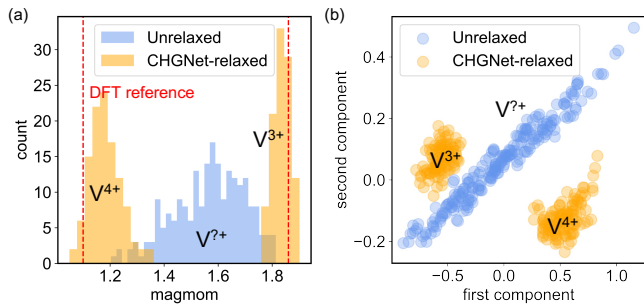 (a)
Unrelaxed
CHGNet-relaxed
DFT reference
V3+
V4+
V?+
count
0
5
10
15
20
25
30
1.2
1.4
1.6
1.8
magmom
(b)
Unrelaxed
CHGNet-relaxed
V?+
V3+
V4+
second component
0.4
0.2
0.0
−0.2
−0.5
0.0
0.5
1.0
first component